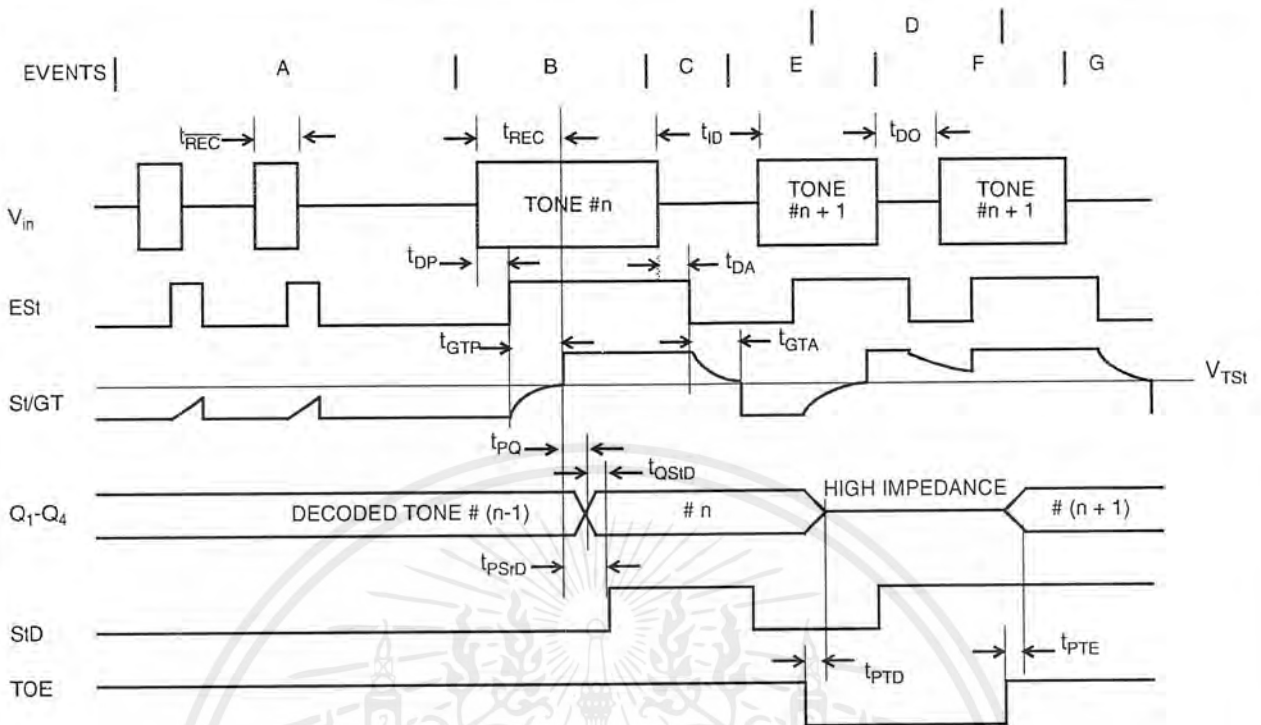 D
EVENTS A B C E F G
tREC tREC tID tDO
Vin TONE #n TONE #n + 1 TONE #n + 1
tDP tDA
ESt
tGTP tGTA
St/GT VTSt
tPQ tQStD
HIGH IMPEDANCE
Q1-Q4 DECODED TONE # (n-1) # n # (n + 1)
tPSrD
StD
tPTD tPTE
TOE